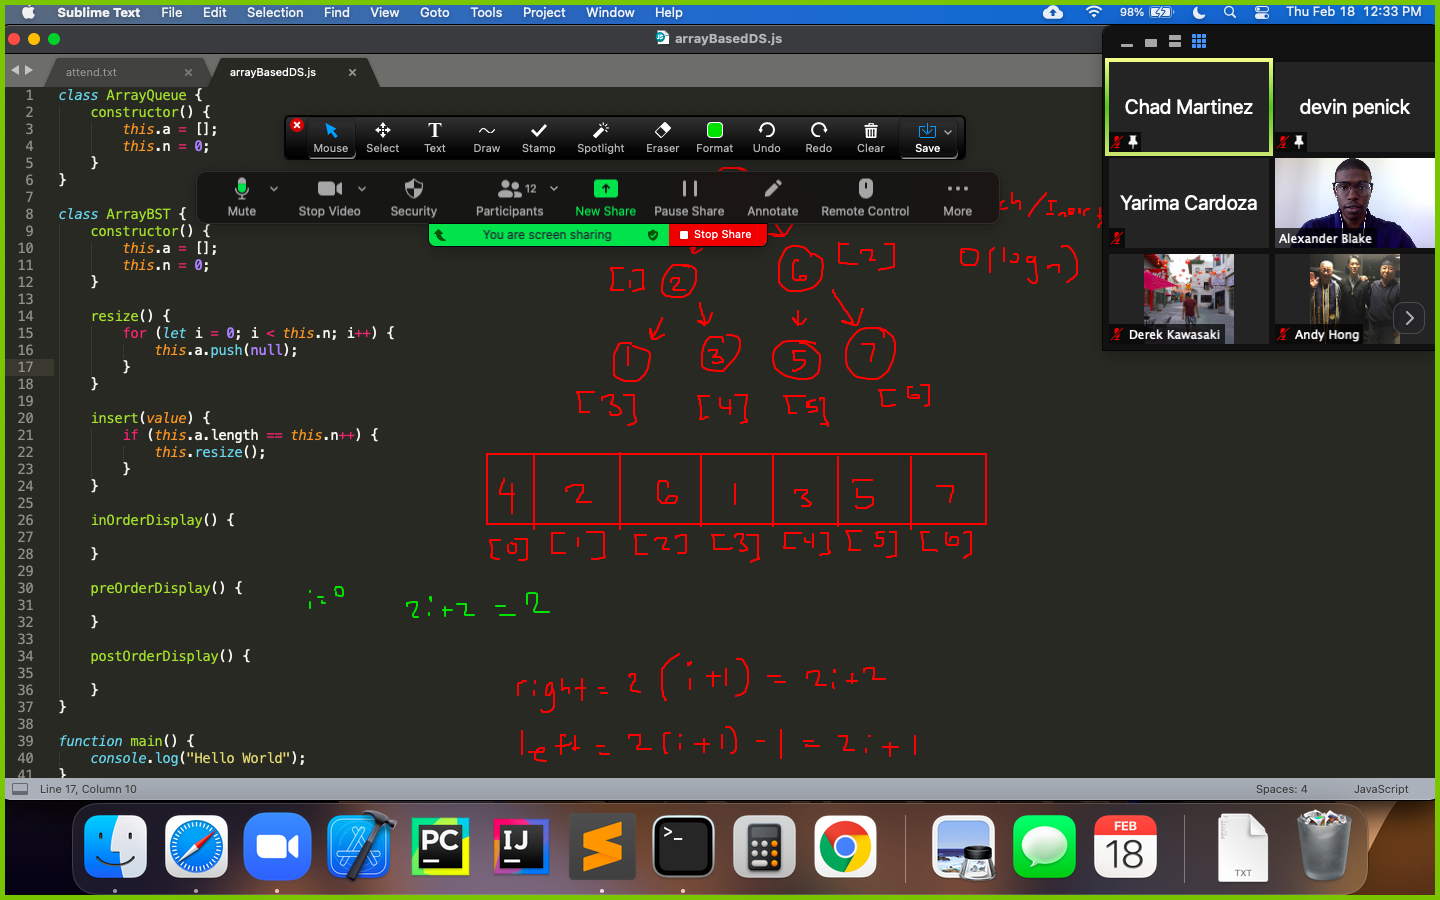 Sublime Text File Edit Selection Find View Goto Tools Project Window Help 98% Thu Feb 18 12:33 PM
arrayBasedDS.js
attend.txt × arrayBasedDS.js ×
1 class ArrayQueue {
2 constructor() {
3 this.a = [];
4 this.n = 0;
5 }
6 }
7
8 class ArrayBST {
9 constructor() {
10 this.a = [];
11 this.n = 0;
12 }
13
14 resize() {
15 for (let i = 0; i < this.n; i++) {
16 this.a.push(null);
17 }
18 }
19
20 insert(value) {
21 if (this.a.length == this.n++) {
22 this.resize();
23 }
24 }
25
26 inOrderDisplay() {
27
28 }
29
30 preOrderDisplay() {
31
32 }
33
34 postOrderDisplay() {
35
36 }
37 }
38
39 function main() {
40 console.log("Hello World");
41 }
Mouse Select Text Draw Stamp Spotlight Eraser Format Undo Redo Clear Save
Mute Stop Video Security Participants 12 New Share Pause Share Annotate Remote Control More
You are screen sharing Stop Share
O(log n)
[1] 2 6 [2]
1 3 5 7
[3] [4] [5] [6]
4 2 6 1 3 5 7
[0] [1] [2] [3] [4] [5] [6]
i=0 2i+2 = 2
right = 2(i+1) = 2i+2
left = 2(i+1) - 1 = 2i+1
Chad Martinez
devin penick
Yarima Cardoza
Alexander Blake
Derek Kawasaki
Andy Hong
Line 17, Column 10 Spaces: 4 JavaScript
PC
IJ
>_
FEB
18
TXT